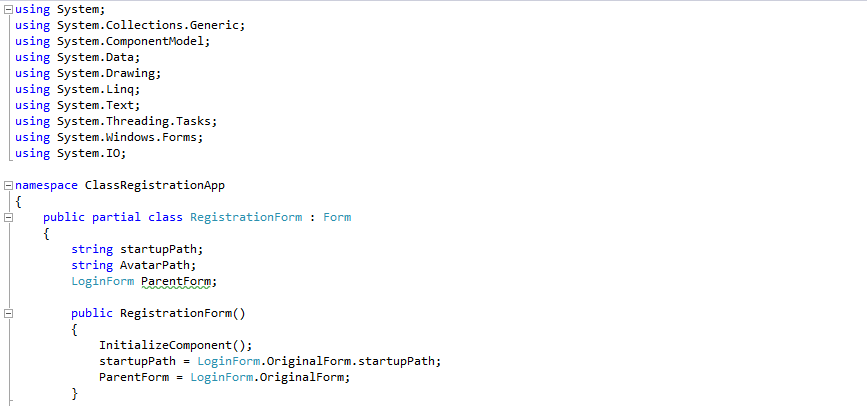 using System;
using System.Collections.Generic;
using System.ComponentModel;
using System.Data;
using System.Drawing;
using System.Linq;
using System.Text;
using System.Threading.Tasks;
using System.Windows.Forms;
using System.IO;

namespace ClassRegistrationApp
{
    public partial class RegistrationForm : Form
    {
        string startupPath;
        string AvatarPath;
        LoginForm ParentForm;

        public RegistrationForm()
        {
            InitializeComponent();
            startupPath = LoginForm.OriginalForm.startupPath;
            ParentForm = LoginForm.OriginalForm;
        }